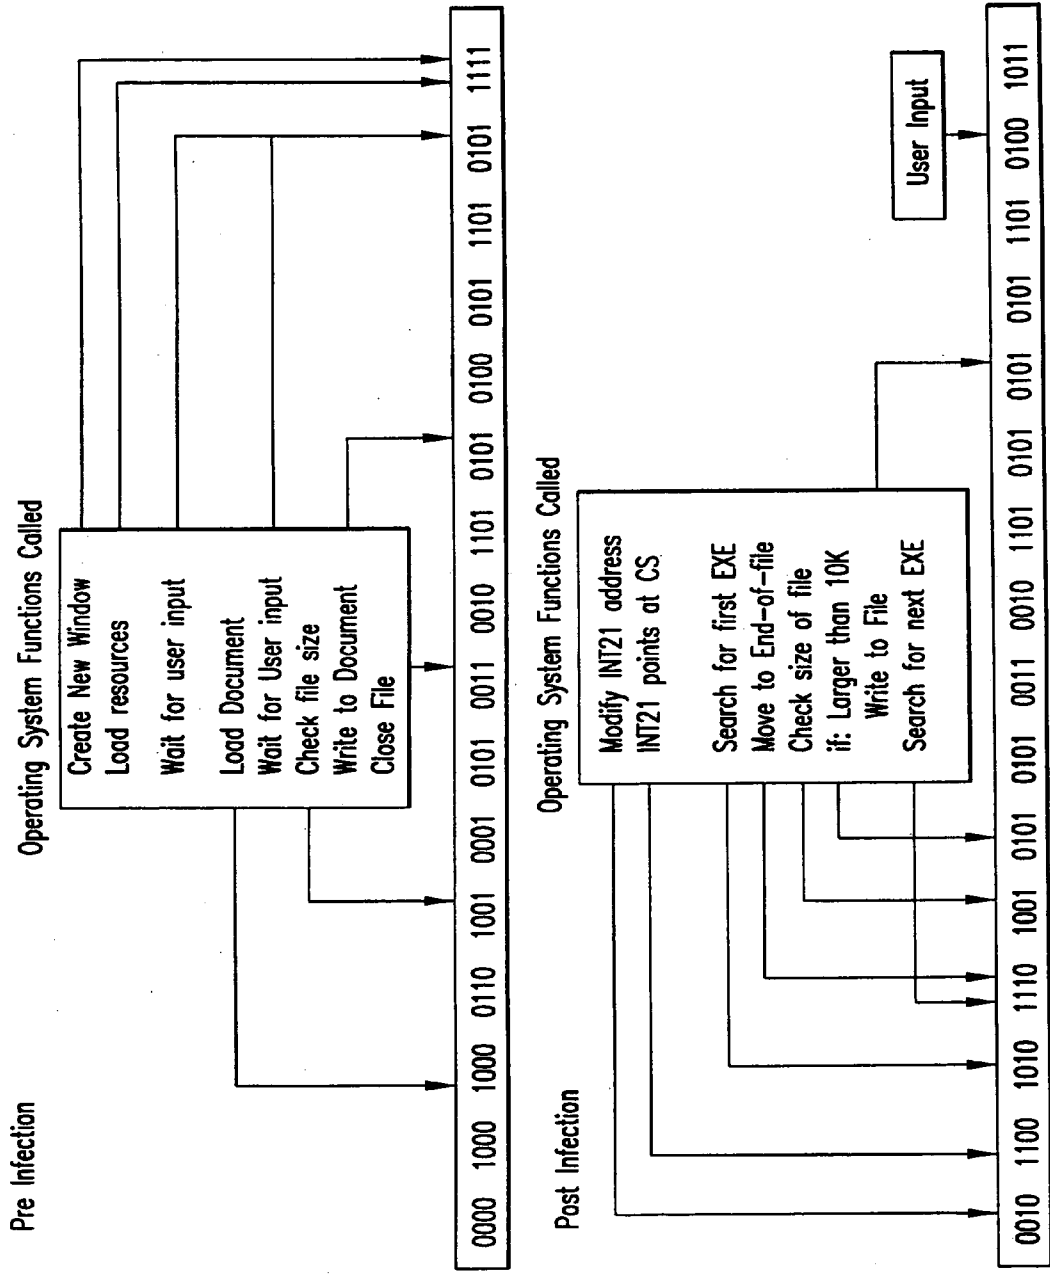 Pre Infection
Operating System Functions Called
Create New Window
Load resources
Wait for user input
Load Document
Wait for User input
Check file size
Write to Document
Close File
0000 1000 1000 0110 1001 0001 0101 0011 0010 1101 0101 0100 0101 1101 0101 1111
Post Infection
Operating System Functions Called
Modify INT21 address
INT21 points at CS
Search for first EXE
Move to End-of-file
Check size of file
if: Larger than 10K
Write to File
Search for next EXE
User Input
0010 1100 1010 1110 1001 0101 0101 0011 0010 1101 0101 0101 0101 1101 0100 1011